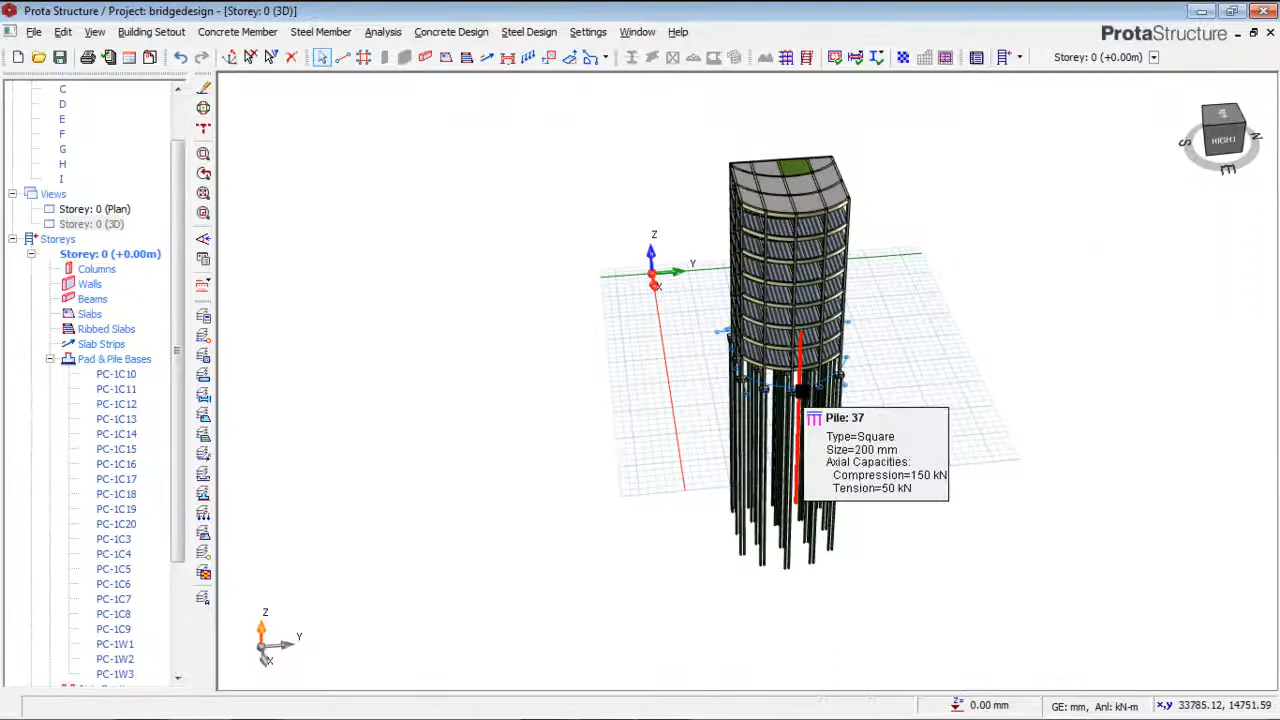 Prota Structure / Project: bridgedesign - [Storey: 0 (3D)]
File Edit View Building Setout Concrete Member Steel Member Analysis Concrete Design Steel Design Settings Window Help
ProtaStructure
Storey: 0 (+0.00m)
C
D
E
F
G
H
I
Views
Storey: 0 (Plan)
Storey: 0 (3D)
Storeys
Storey: 0 (+0.00m)
Columns
Walls
Beams
Slabs
Ribbed Slabs
Slab Strips
Pad & Pile Bases
PC-1C10
PC-1C11
PC-1C12
PC-1C13
PC-1C14
PC-1C15
PC-1C16
PC-1C17
PC-1C18
PC-1C19
PC-1C20
PC-1C3
PC-1C4
PC-1C5
PC-1C6
PC-1C7
PC-1C8
PC-1C9
PC-1W1
PC-1W2
PC-1W3
RIGHT
S
N
E
Z
Y
X
Pile: 37
Type=Square
Size=200 mm
Axial Capacities:
Compression=150 kN
Tension=50 kN
Z
Y
X
Z= 0.00 mm
GE: mm, Anl: kN-m
x,y 33785.12, 14751.59